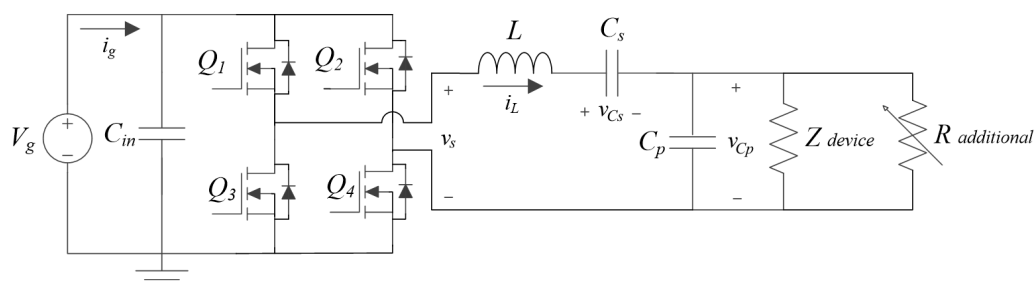 i_g
V_g
+
−
C_in
Q_1
Q_2
Q_3
Q_4
+
v_s
−
L
i_L
C_s
+ v_Cs −
C_p
+
v_Cp
−
Z device
R additional